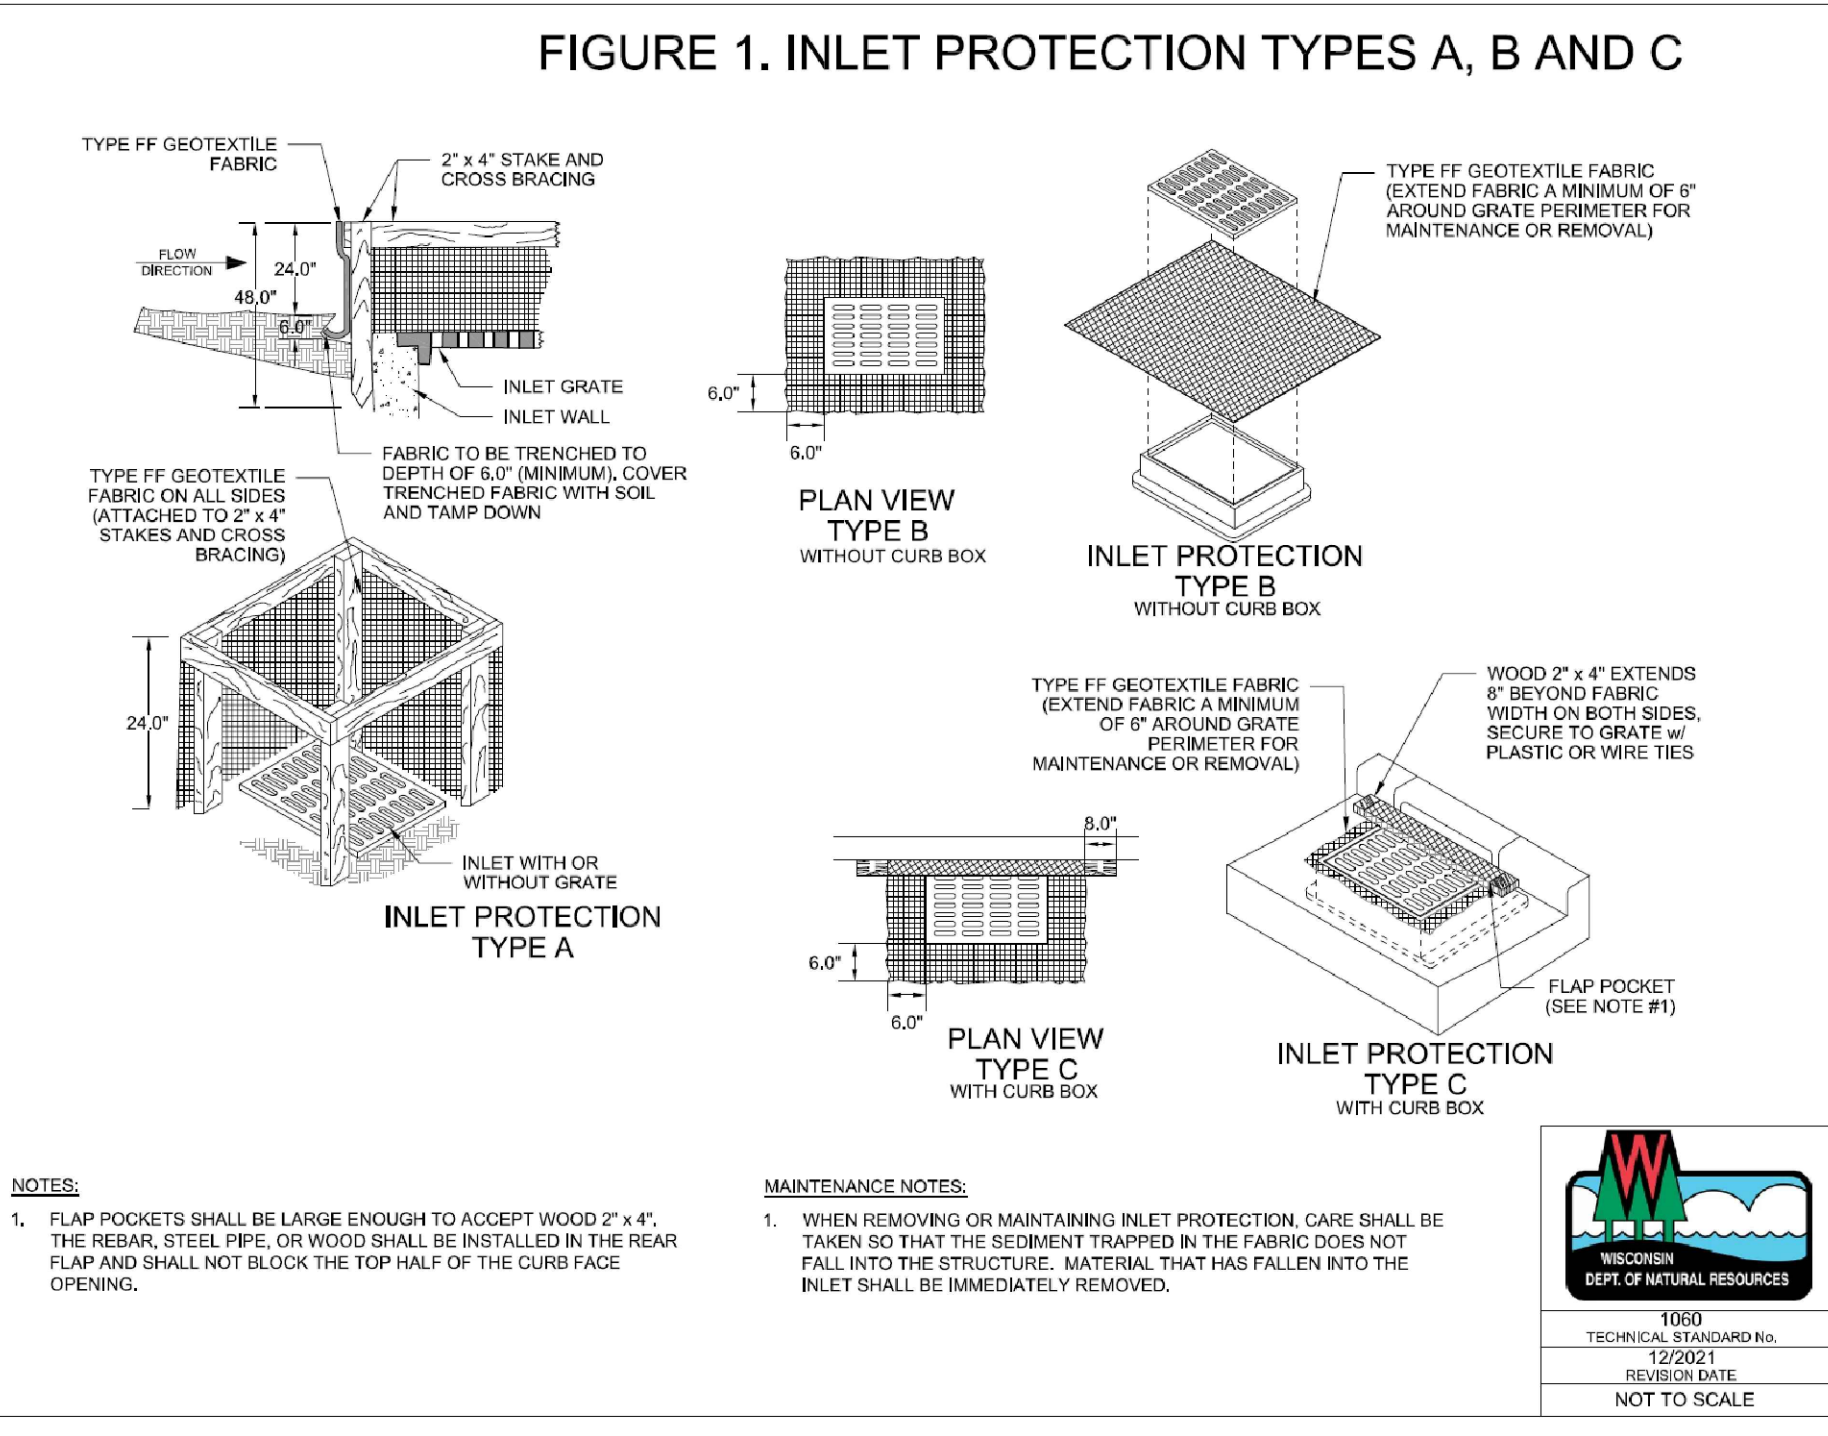 FIGURE 1. INLET PROTECTION TYPES A, B AND C
TYPE FF GEOTEXTILE
FABRIC
2" x 4" STAKE AND
CROSS BRACING
FLOW
DIRECTION
24.0"
48.0"
6.0"
INLET GRATE
INLET WALL
FABRIC TO BE TRENCHED TO
DEPTH OF 6.0" (MINIMUM). COVER
TRENCHED FABRIC WITH SOIL
AND TAMP DOWN
TYPE FF GEOTEXTILE
FABRIC ON ALL SIDES
(ATTACHED TO 2" x 4"
STAKES AND CROSS
BRACING)
24.0"
INLET WITH OR
WITHOUT GRATE
INLET PROTECTION
TYPE A
6.0"
6.0"
PLAN VIEW
TYPE B
WITHOUT CURB BOX
TYPE FF GEOTEXTILE FABRIC
(EXTEND FABRIC A MINIMUM OF 6"
AROUND GRATE PERIMETER FOR
MAINTENANCE OR REMOVAL)
INLET PROTECTION
TYPE B
WITHOUT CURB BOX
TYPE FF GEOTEXTILE FABRIC
(EXTEND FABRIC A MINIMUM
OF 6" AROUND GRATE
PERIMETER FOR
MAINTENANCE OR REMOVAL)
WOOD 2" x 4" EXTENDS
8" BEYOND FABRIC
WIDTH ON BOTH SIDES,
SECURE TO GRATE w/
PLASTIC OR WIRE TIES
8.0"
6.0"
6.0"
PLAN VIEW
TYPE C
WITH CURB BOX
FLAP POCKET
(SEE NOTE #1)
INLET PROTECTION
TYPE C
WITH CURB BOX
NOTES:
1. FLAP POCKETS SHALL BE LARGE ENOUGH TO ACCEPT WOOD 2" x 4".
THE REBAR, STEEL PIPE, OR WOOD SHALL BE INSTALLED IN THE REAR
FLAP AND SHALL NOT BLOCK THE TOP HALF OF THE CURB FACE
OPENING.
MAINTENANCE NOTES:
1. WHEN REMOVING OR MAINTAINING INLET PROTECTION, CARE SHALL BE
TAKEN SO THAT THE SEDIMENT TRAPPED IN THE FABRIC DOES NOT
FALL INTO THE STRUCTURE. MATERIAL THAT HAS FALLEN INTO THE
INLET SHALL BE IMMEDIATELY REMOVED.
W
WISCONSIN
DEPT. OF NATURAL RESOURCES
1060
TECHNICAL STANDARD No.
12/2021
REVISION DATE
NOT TO SCALE